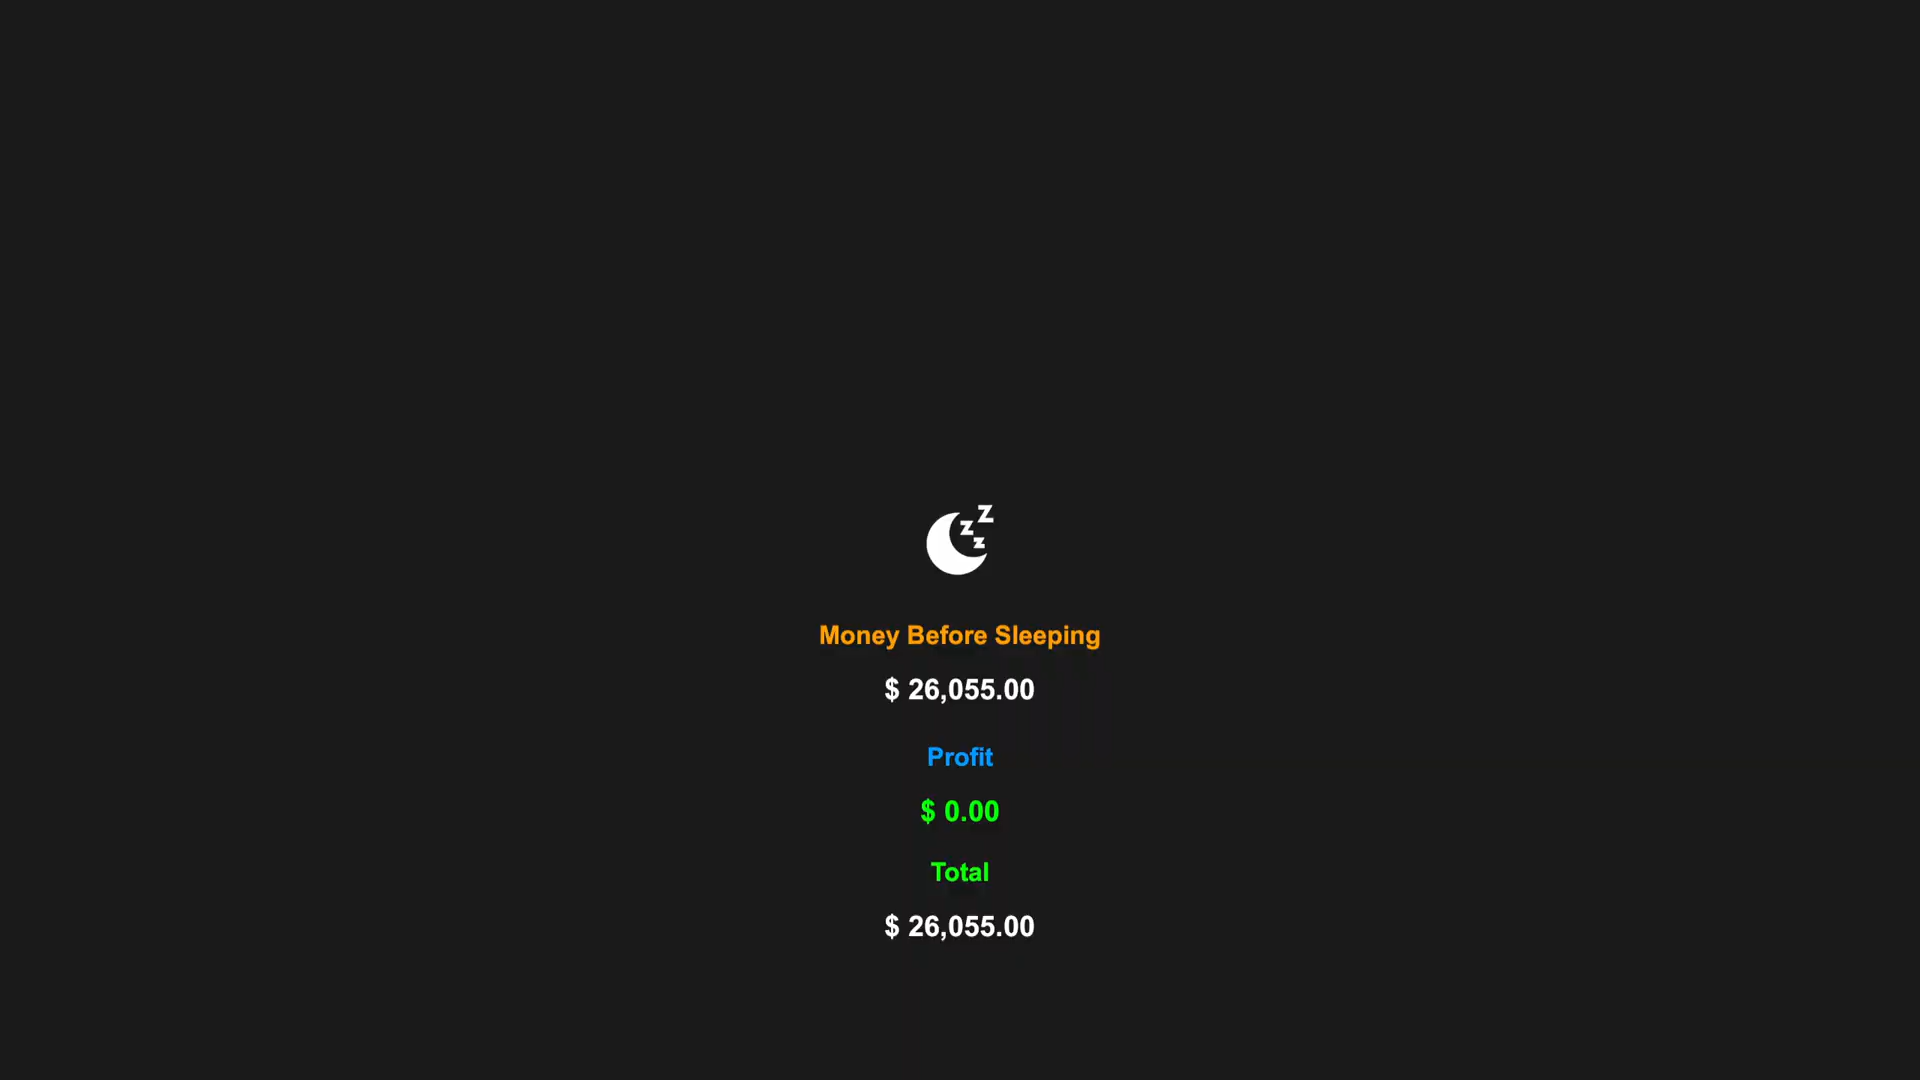 Money Before Sleeping
$ 26,055.00
Profit
$ 0.00
Total
$ 26,055.00